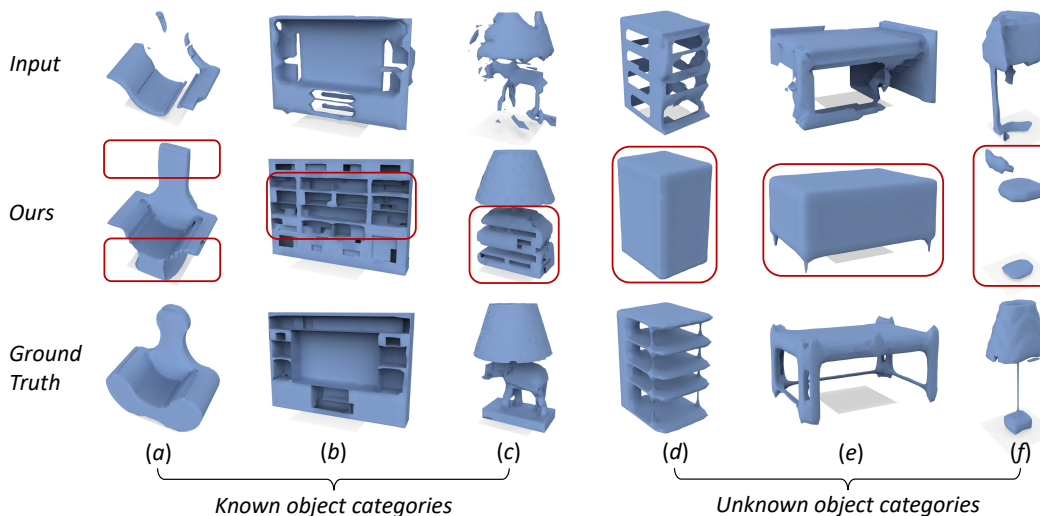 Input
Ours
Ground
Truth
(a) (b) (c) (d) (e) (f)
Known object categories Unknown object categories